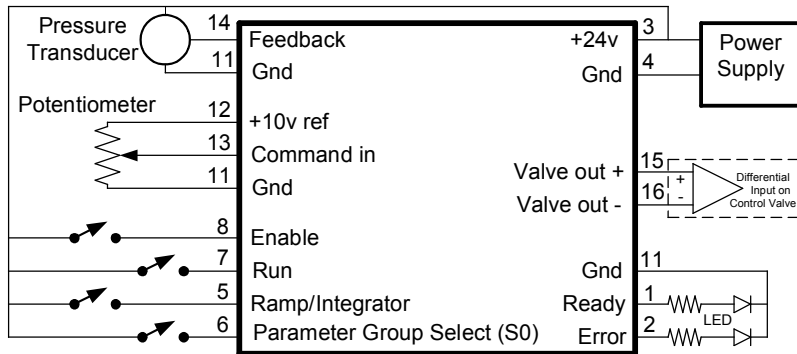 Pressure
Transducer
14
Feedback
11
Gnd
Potentiometer
12
+10v ref
13
Command in
11
Gnd
8
Enable
7
Run
5
Ramp/Integrator
6
Parameter Group Select (S0)
+24v
3
Gnd
4
Power
Supply
Valve out +
15
Valve out -
16
+
-
Differential
Input on
Control Valve
Gnd
11
Ready
1
LED
Error
2